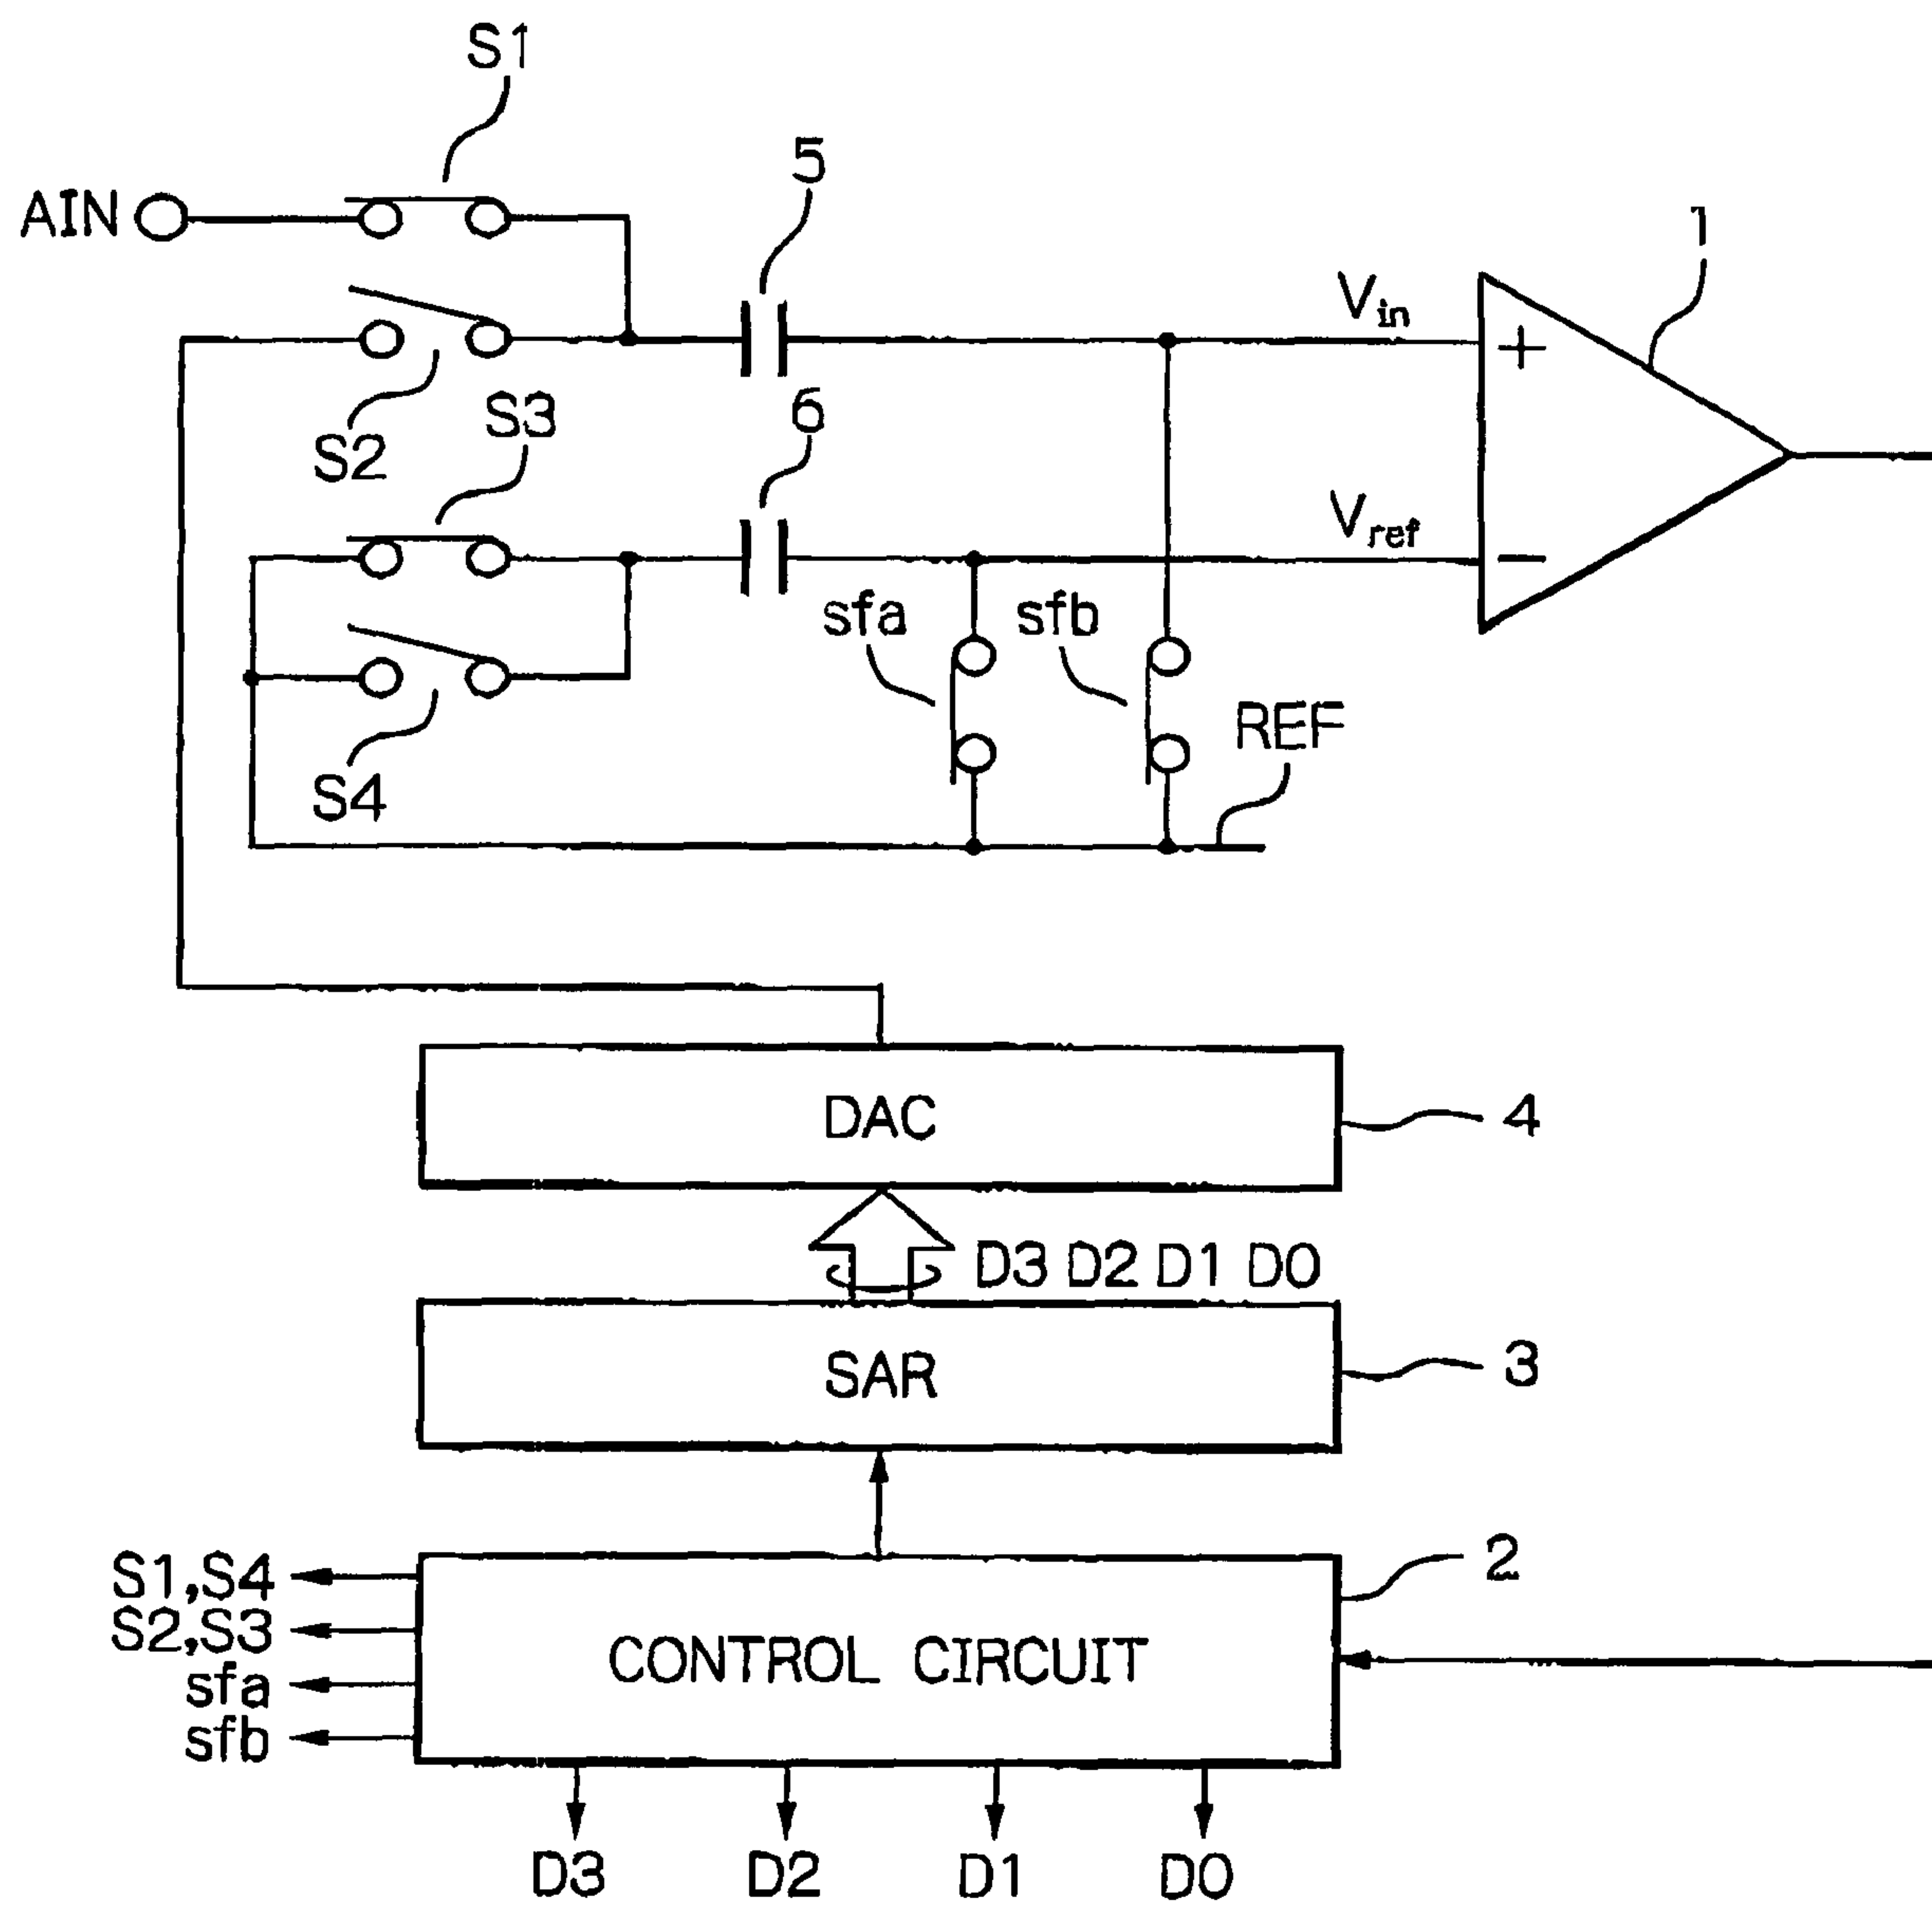 S1
5
AIN
1
Vin
+
S2
S3
6
Vref
−
sfa
sfb
REF
S4
DAC
4
D3 D2 D1 D0
SAR
3
2
S1,S4
S2,S3
sfa
sfb
CONTROL CIRCUIT
D3
D2
D1
D0